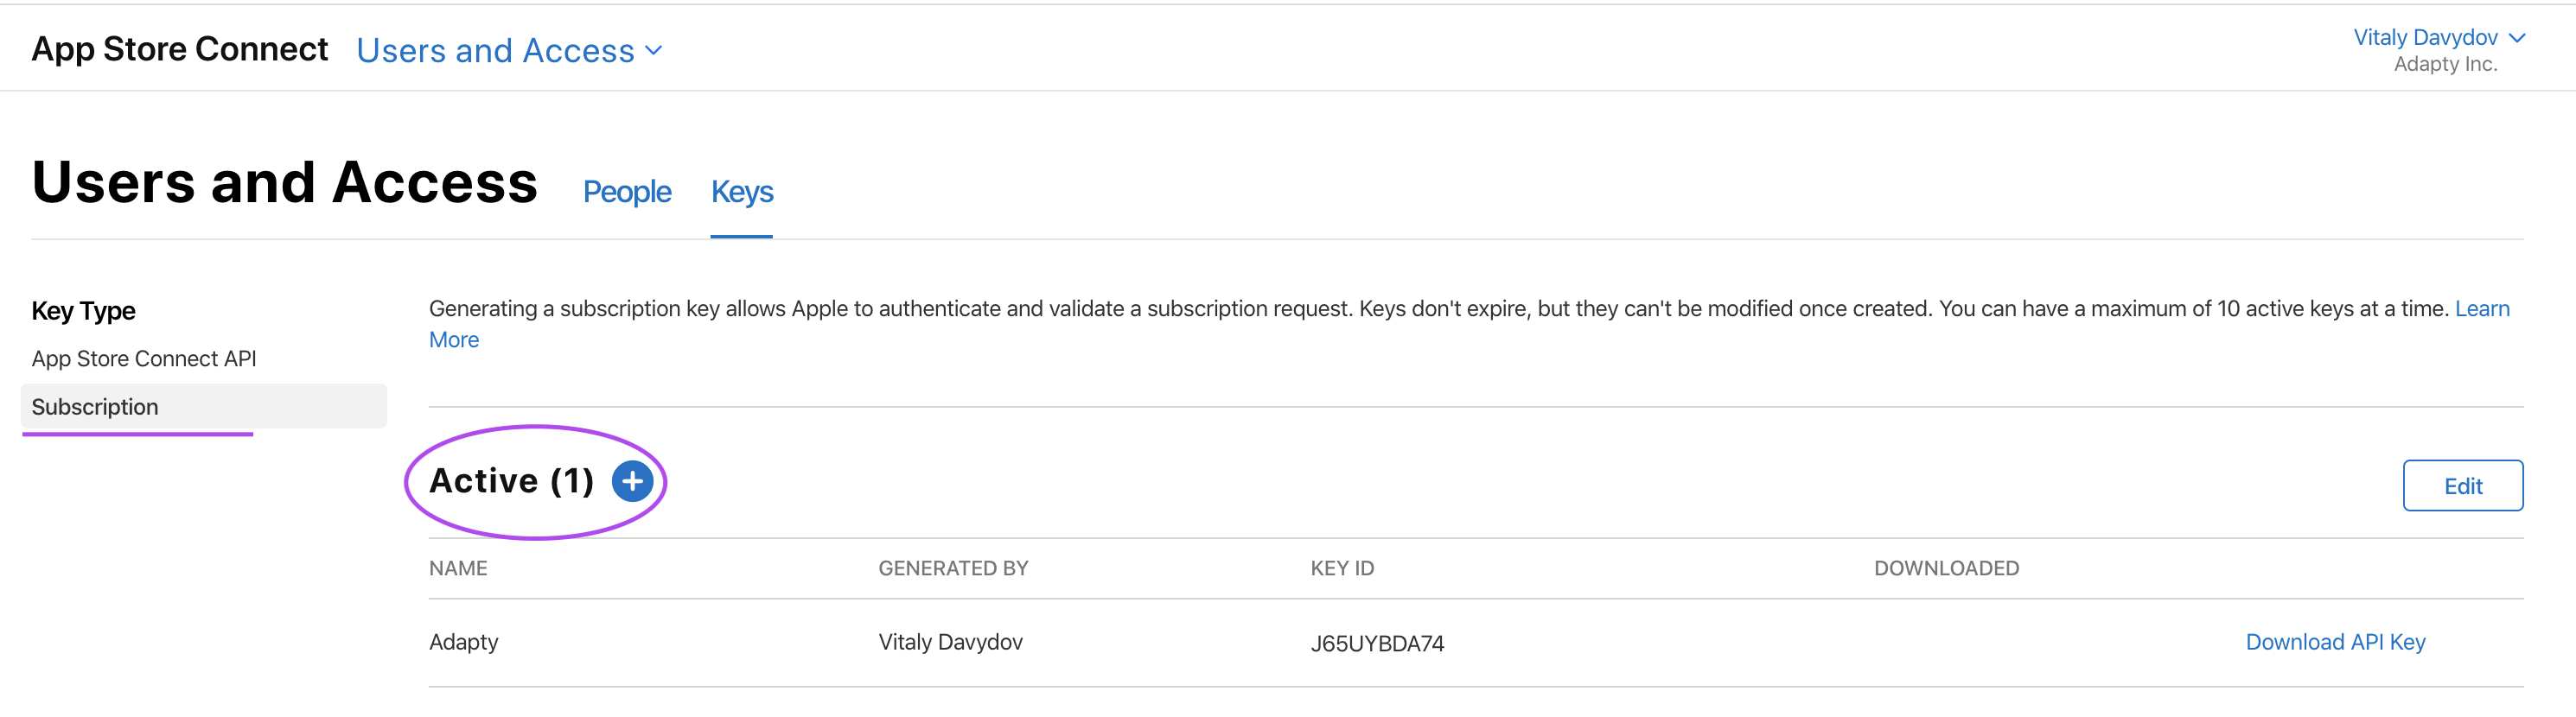 App Store Connect Users and Access
Vitaly Davydov
Adapty Inc.
Users and Access People Keys
Key Type
App Store Connect API
Subscription
Generating a subscription key allows Apple to authenticate and validate a subscription request. Keys don't expire, but they can't be modified once created. You can have a maximum of 10 active keys at a time. Learn
More
Active (1)
Edit
NAME GENERATED BY KEY ID DOWNLOADED
Adapty Vitaly Davydov J65UYBDA74 Download API Key